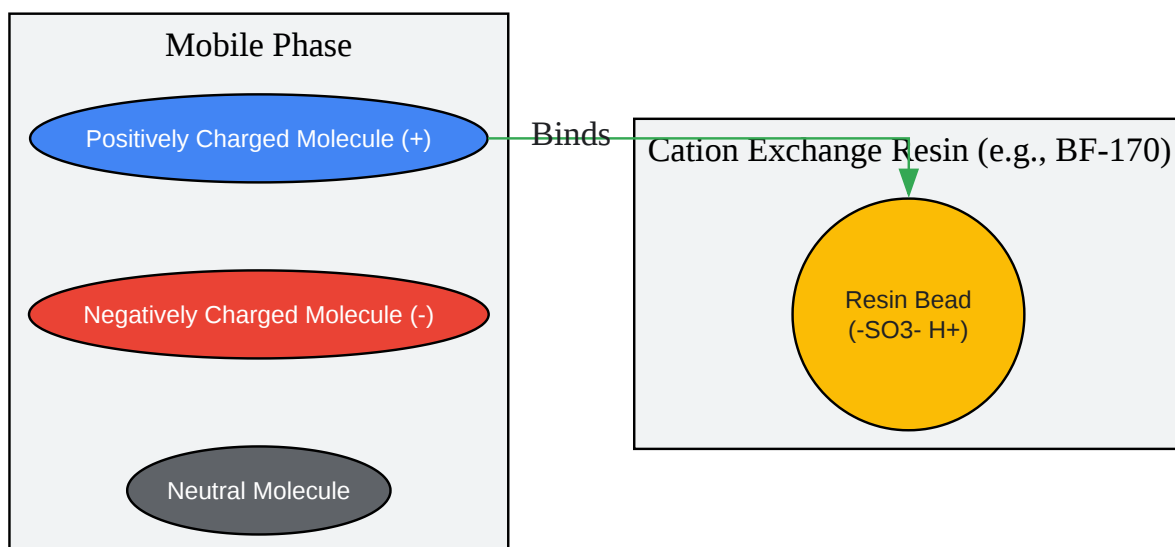 Mobile Phase
Positively Charged Molecule (+)
Binds
Cation Exchange Resin (e.g., BF-170)
Negatively Charged Molecule (-)
Resin Bead
(-SO3- H+)
Neutral Molecule